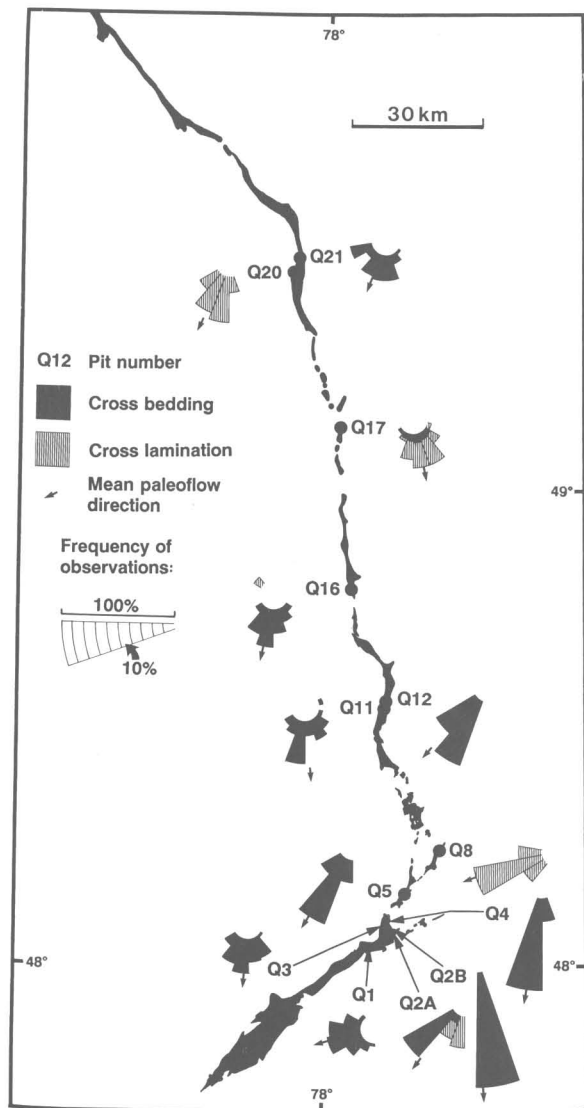 78°
30 km
Q21
Q20
Q12 Pit number
Cross bedding
Cross lamination
Mean paleoflow
direction
Q17
49°
Frequency of
observations:
100%
10%
Q16
Q12
Q11
Q8
Q5
Q4
Q3
Q2B
48°
48°
Q1
Q2A
78°